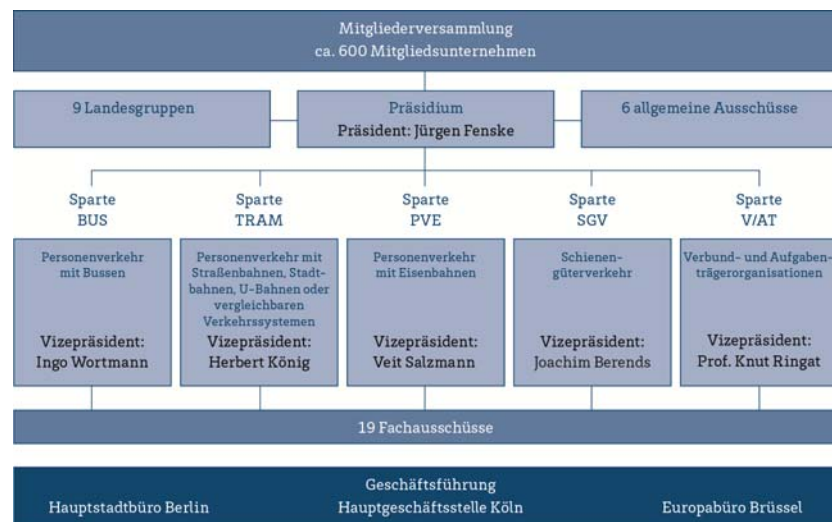 Mitgliederversammlung
ca. 600 Mitgliedsunternehmen
9 Landesgruppen
Präsidium
Präsident: Jürgen Fenske
6 allgemeine Ausschüsse
Sparte
BUS
Sparte
TRAM
Sparte
PVE
Sparte
SGV
Sparte
V/AT
Personenverkehr
mit Bussen
Vizepräsident:
Ingo Wortmann
Personenverkehr mit
Straßenbahnen, Stadt-
bahnen, U-Bahnen oder
vergleichbaren
Verkehrssystemen
Vizepräsident:
Herbert König
Personenverkehr
mit Eisenbahnen
Vizepräsident:
Veit Salzmann
Schienen-
güterverkehr
Vizepräsident:
Joachim Berends
Verbund- und Aufgaben-
trägerorganisationen
Vizepräsident:
Prof. Knut Ringat
19 Fachausschüsse
Geschäftsführung
Hauptstadtbüro Berlin
Hauptgeschäftsstelle Köln
Europabüro Brüssel